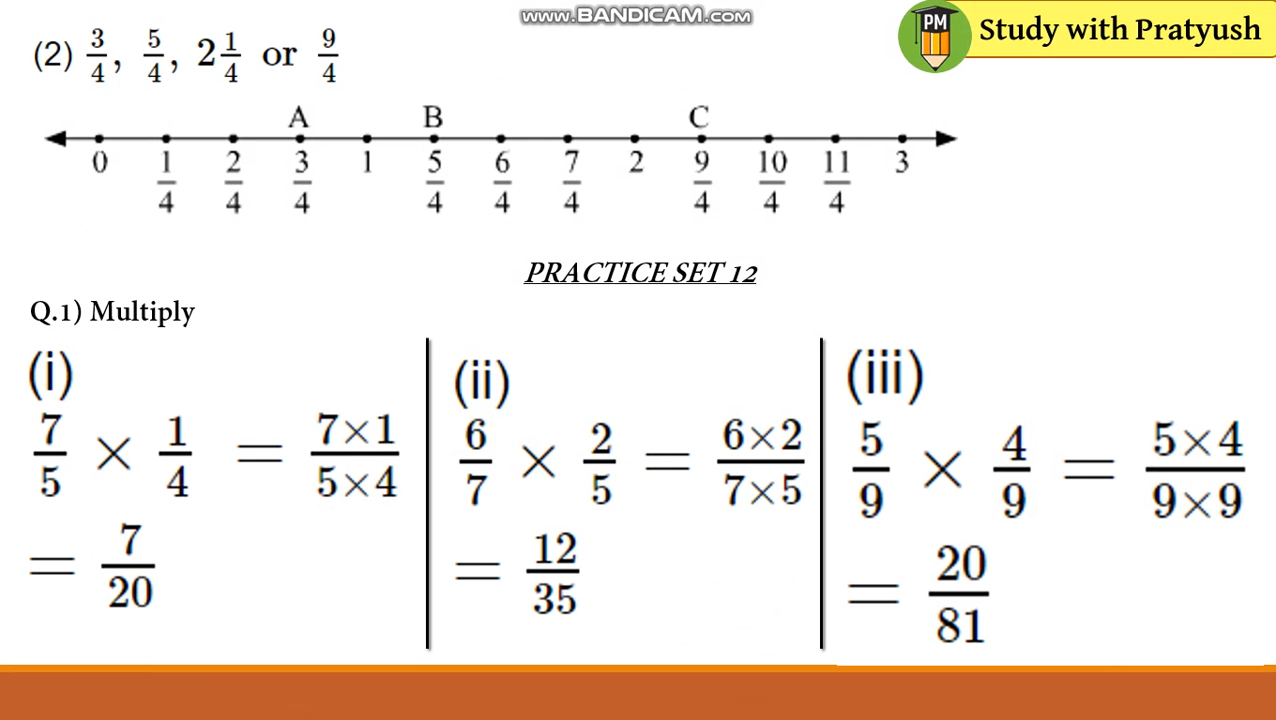 www.BANDICAM.com
PM
Study with Pratyush
(2) 3/4, 5/4, 2 1/4 or 9/4
A B C
0 1/4 2/4 3/4 1 5/4 6/4 7/4 2 9/4 10/4 11/4 3
PRACTICE SET 12
Q.1) Multiply
(i)
7/5 × 1/4 = 7×1/5×4
= 7/20
(ii)
6/7 × 2/5 = 6×2/7×5
= 12/35
(iii)
5/9 × 4/9 = 5×4/9×9
= 20/81